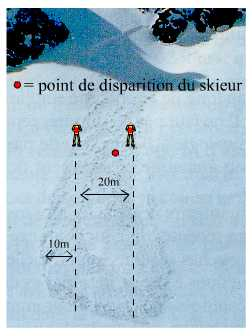 = point de disparition du skieur
20m
10m